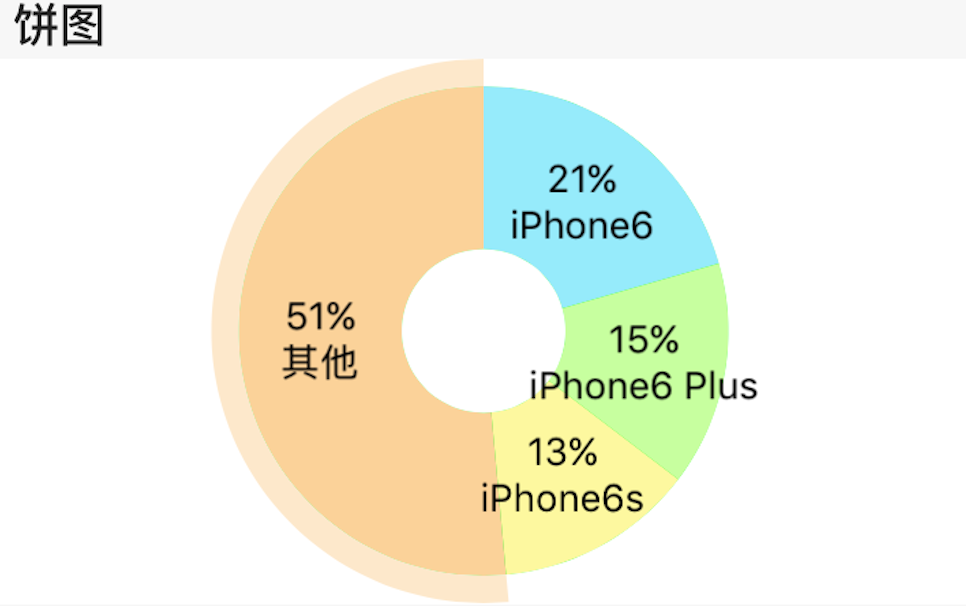 饼图
21%
iPhone6
15%
iPhone6 Plus
13%
iPhone6s
51%
其他